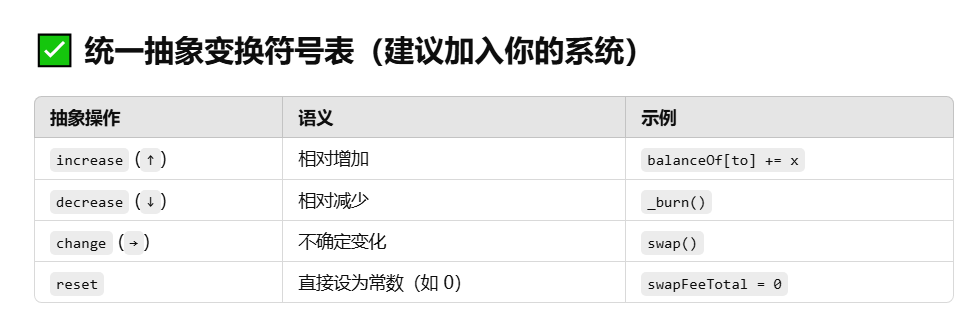 ✅ 统一抽象变换符号表（建议加入你的系统）
抽象操作 语义 示例
increase (↑) 相对增加 balanceOf[to] += x
decrease (↓) 相对减少 _burn()
change (→) 不确定变化 swap()
reset 直接设为常数（如 0） swapFeeTotal = 0